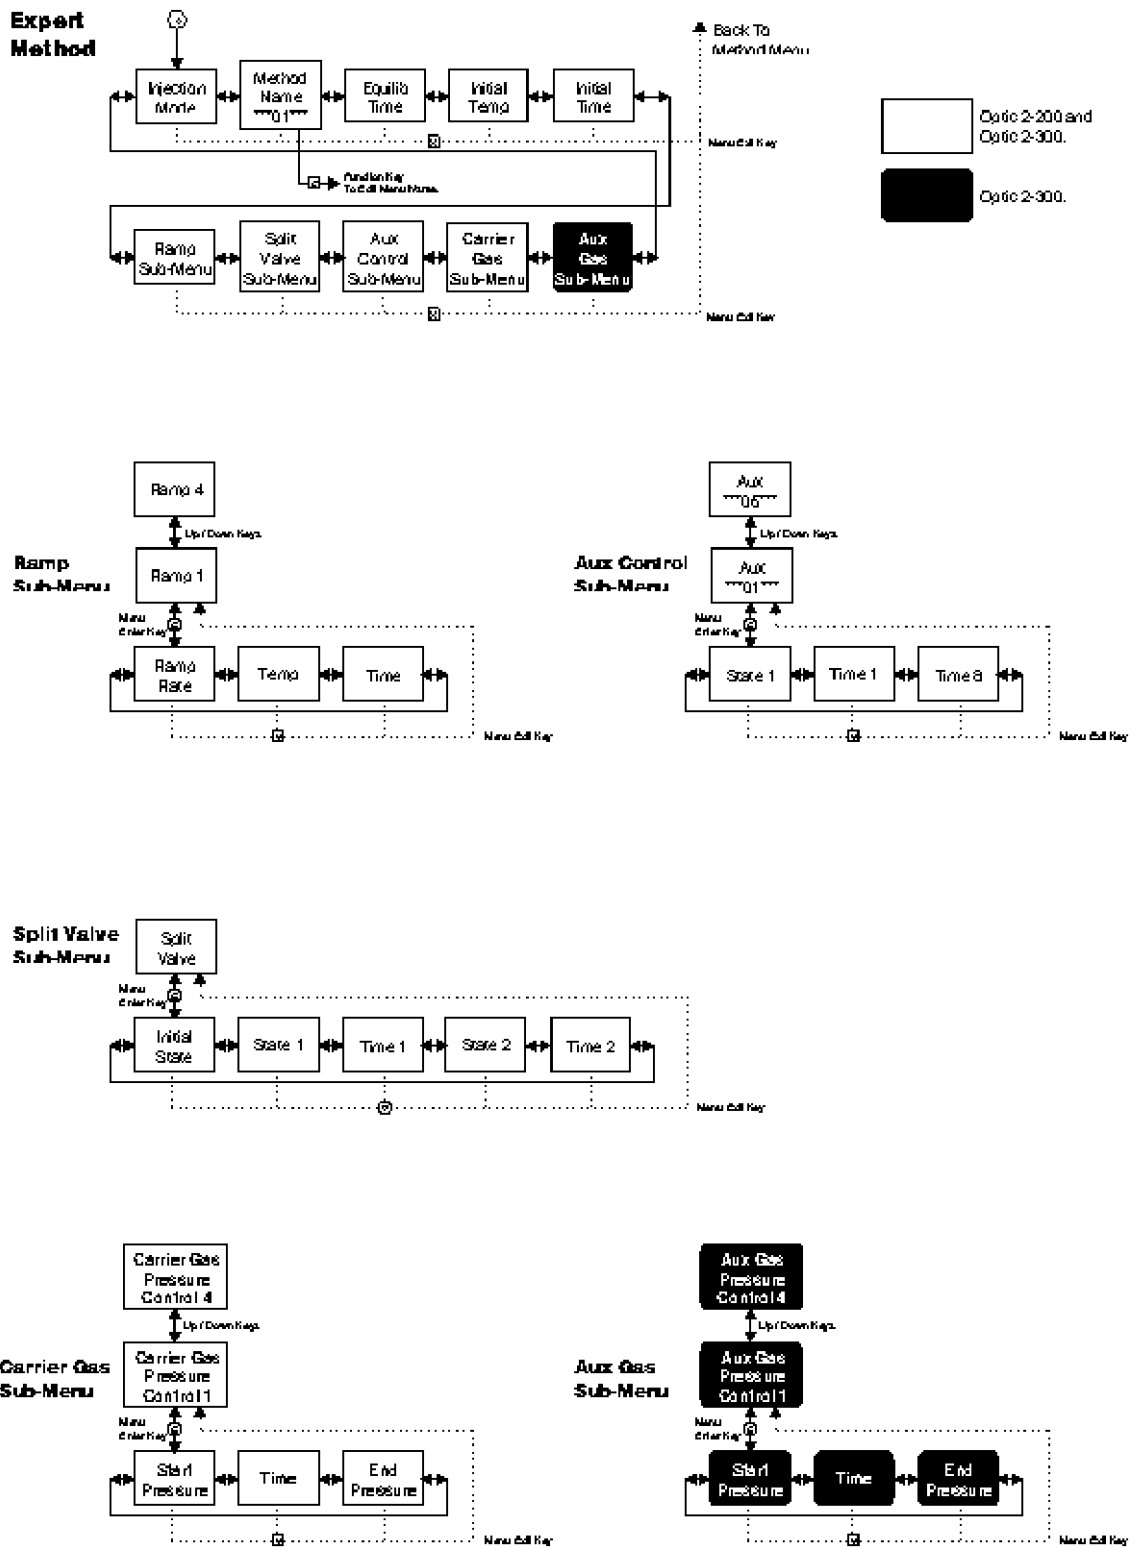 Expert
Method
Back To
Method Menu
Injection
Mode
Method
Name
"""01"""
Equilib
Time
Initial
Temp
Initial
Time
Optic 2-200 and
Optic 2-300.
Menu Exit Key
Function Key
To Edit Menu Name.
Optic 2-300.
Ramp
Sub-Menu
Split
Valve
Sub-Menu
Aux
Control
Sub-Menu
Carrier
Gas
Sub-Menu
Aux
Gas
Sub-Menu
Menu Exit Key
Ramp
Sub-Menu
Ramp 4
Up / Down Keys.
Ramp 1
Menu
Enter Key
Ramp
Rate
Temp
Time
Menu Exit Key
Aux Control
Sub-Menu
Aux
Up / Down Keys.
Aux
"""01"""
Menu
Enter Key
State 1
Time 1
Time 8
Menu Exit Key
Split Valve
Sub-Menu
Split
Valve
Menu
Enter Key
Initial
State
State 1
Time 1
State 2
Time 2
Menu Exit Key
Carrier Gas
Sub-Menu
Carrier Gas
Pressure
Control 4
Up / Down Keys.
Carrier Gas
Pressure
Control 1
Menu
Enter Key
Start
Pressure
Time
End
Pressure
Menu Exit Key
Aux Gas
Sub-Menu
Aux Gas
Pressure
Control 4
Up / Down Keys.
Aux Gas
Pressure
Control 1
Menu
Enter Key
Start
Pressure
Time
End
Pressure
Menu Exit Key